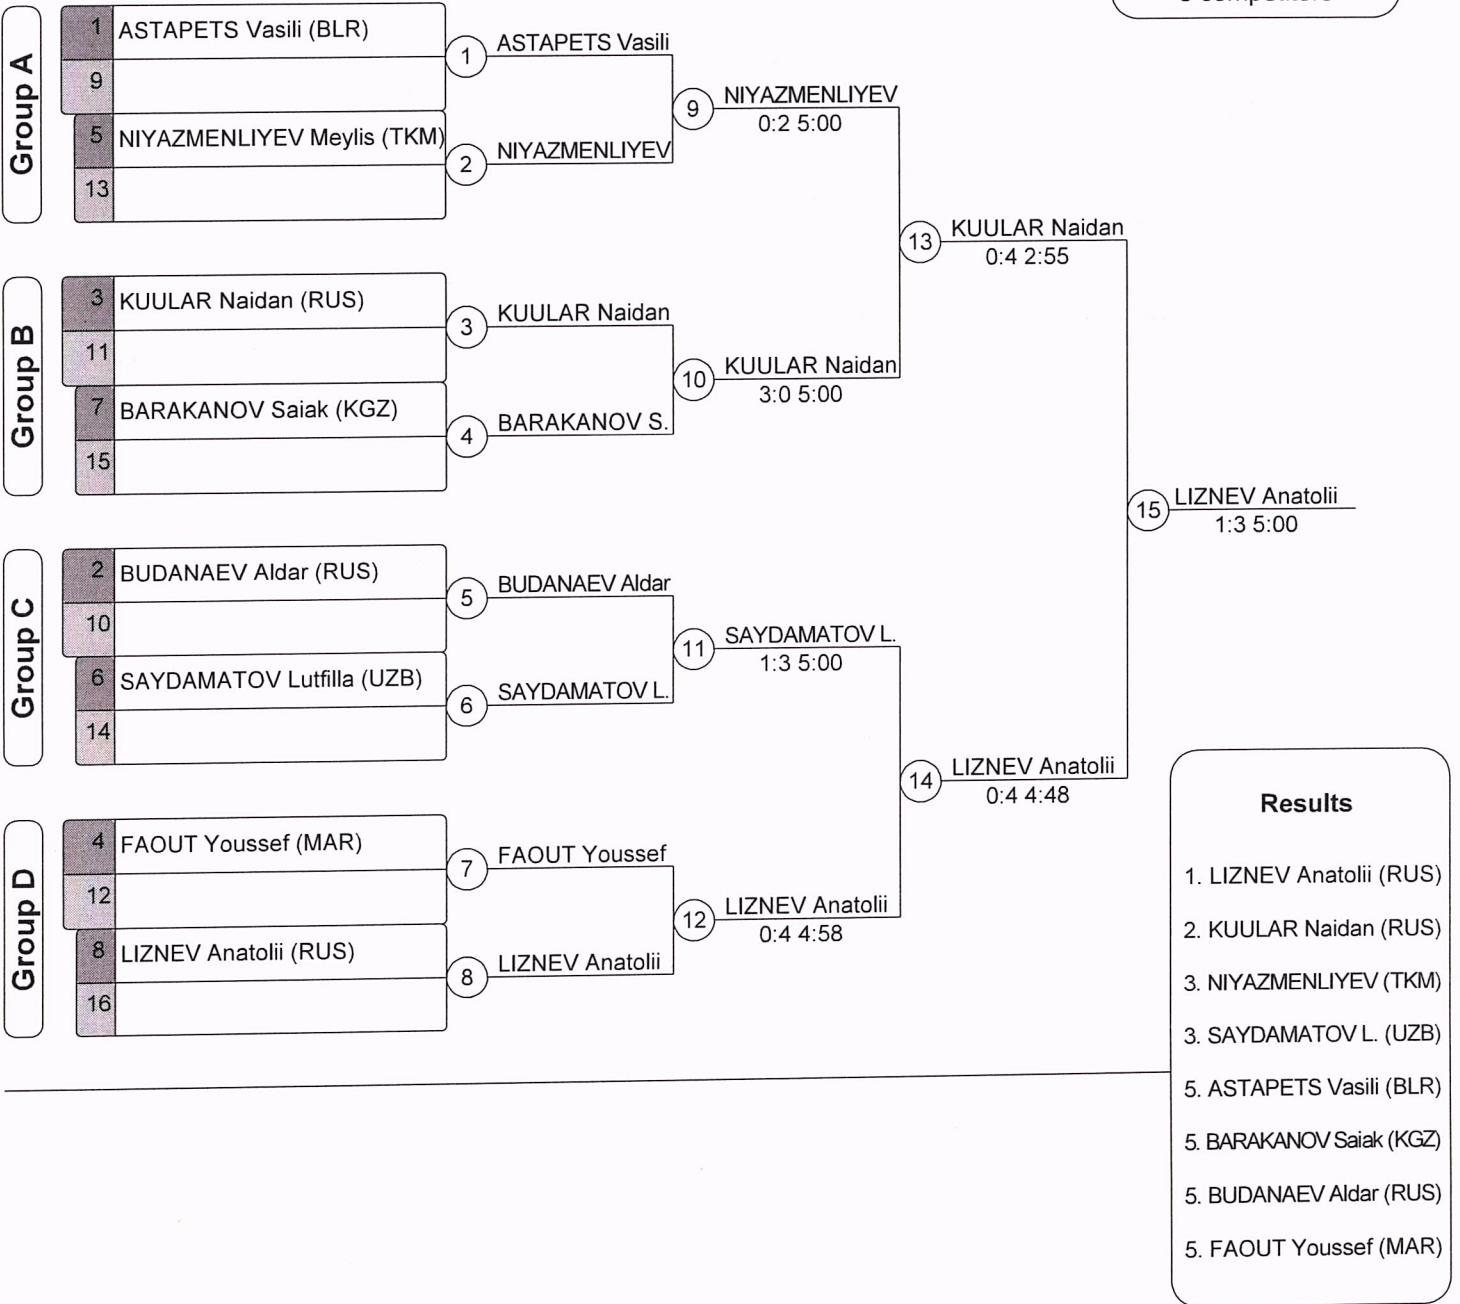 Group A
1 ASTAPETS Vasili (BLR)
9
5 NIYAZMENLIYEV Meylis (TKM)
13
Group B
3 KUULAR Naidan (RUS)
11
7 BARAKANOV Saiak (KGZ)
15
Group C
2 BUDANAEV Aldar (RUS)
10
6 SAYDAMATOV Lutfilla (UZB)
14
Group D
4 FAOUT Youssef (MAR)
12
8 LIZNEV Anatolii (RUS)
16
1 ASTAPETS Vasili
2 NIYAZMENLIYEV
3 KUULAR Naidan
4 BARAKANOV S.
5 BUDANAEV Aldar
6 SAYDAMATOV L.
7 FAOUT Youssef
8 LIZNEV Anatolii
9 NIYAZMENLIYEV
0:2 5:00
10 KUULAR Naidan
3:0 5:00
11 SAYDAMATOV L.
1:3 5:00
12 LIZNEV Anatolii
0:4 4:58
13 KUULAR Naidan
0:4 2:55
14 LIZNEV Anatolii
0:4 4:48
15 LIZNEV Anatolii
1:3 5:00
Results
1. LIZNEV Anatolii (RUS)
2. KUULAR Naidan (RUS)
3. NIYAZMENLIYEV (TKM)
3. SAYDAMATOV L. (UZB)
5. ASTAPETS Vasili (BLR)
5. BARAKANOV Saiak (KGZ)
5. BUDANAEV Aldar (RUS)
5. FAOUT Youssef (MAR)